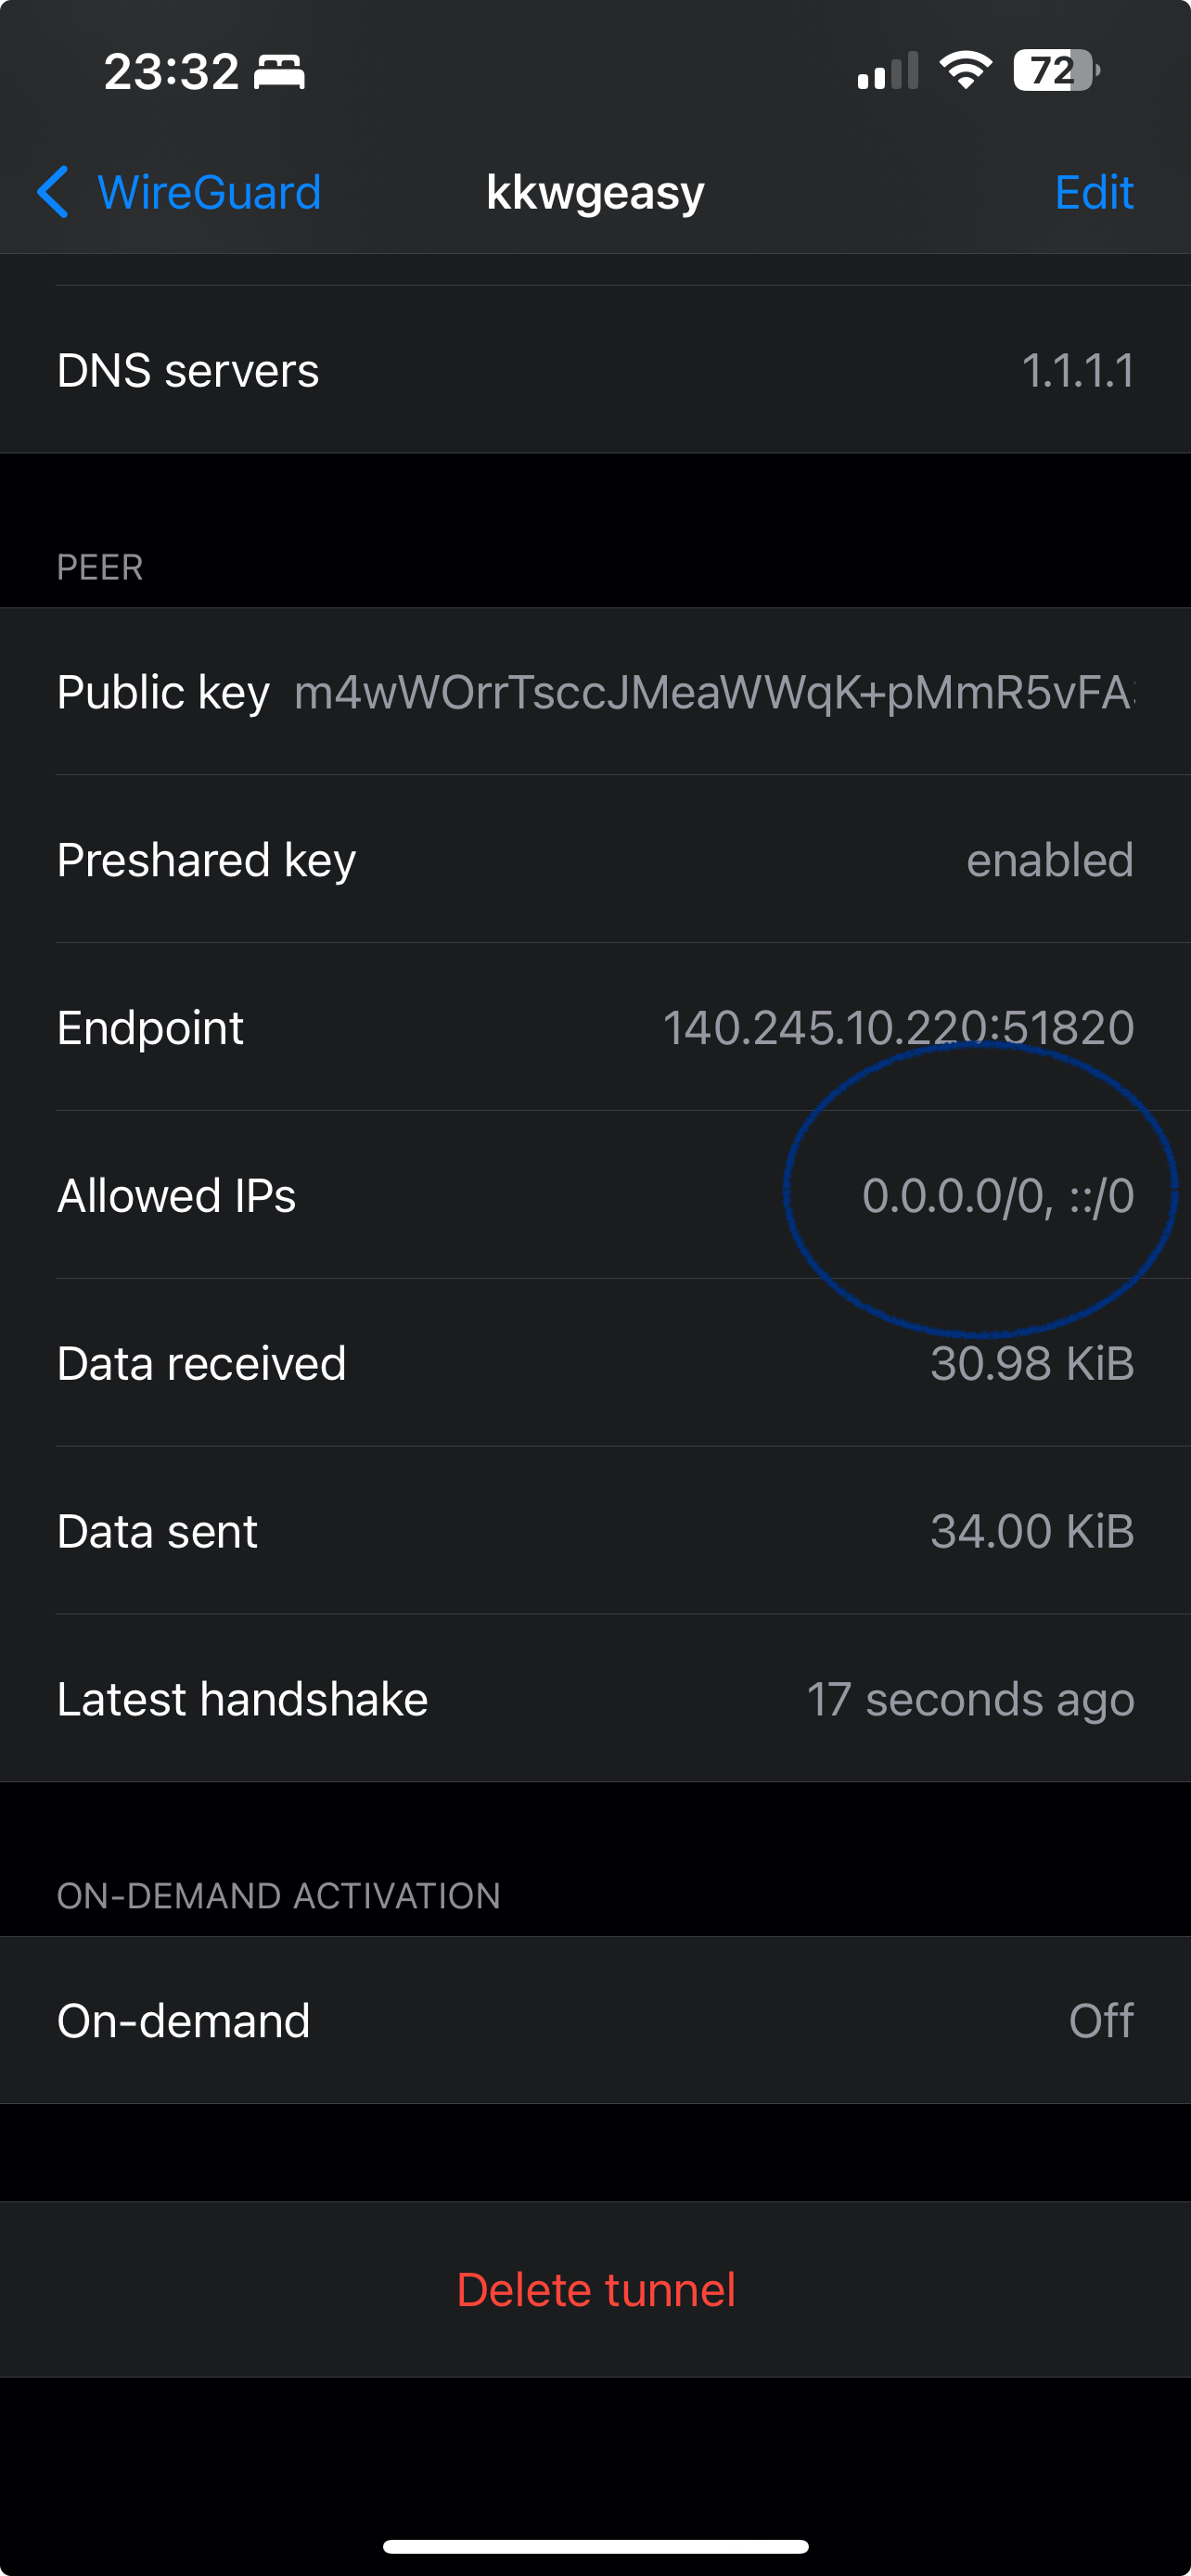 23:32
72
WireGuard kkwgeasy Edit
DNS servers 1.1.1.1
PEER
Public key m4wWOrrTsccJMeaWWqK+pMmR5vFA
Preshared key enabled
Endpoint 140.245.10.220:51820
Allowed IPs 0.0.0.0/0, ::/0
Data received 30.98 KiB
Data sent 34.00 KiB
Latest handshake 17 seconds ago
ON-DEMAND ACTIVATION
On-demand Off
Delete tunnel